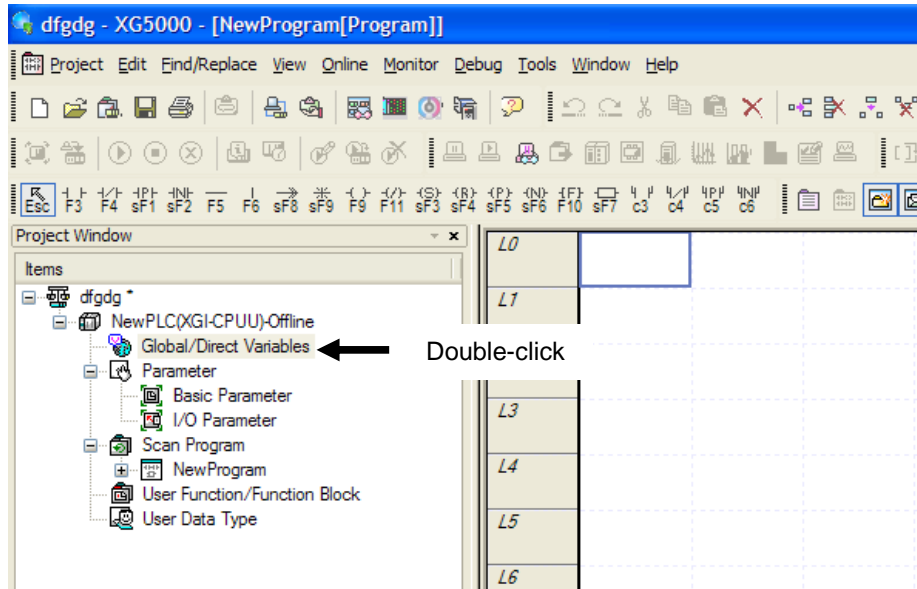 dfgdg - XG5000 - [NewProgram[Program]]
Project Edit Find/Replace View Online Monitor Debug Tools Window Help
Esc F3 F4 sF1 sF2 F5 F6 sF8 sF9 F9 F11 sF3 sF4 sF5 sF6 F10 sF7 c3 c4 c5 c6
Project Window
Items
dfgdg *
NewPLC(XGI-CPUU)-Offline
Global/Direct Variables
Parameter
Basic Parameter
I/O Parameter
Scan Program
NewProgram
User Function/Function Block
User Data Type
Double-click
L0
L1
L3
L4
L5
L6